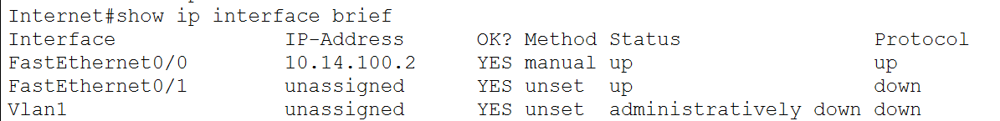 Internet#show ip interface brief
Interface IP-Address OK? Method Status Protocol
FastEthernet0/0 10.14.100.2 YES manual up up
FastEthernet0/1 unassigned YES unset up down
Vlan1 unassigned YES unset administratively down down